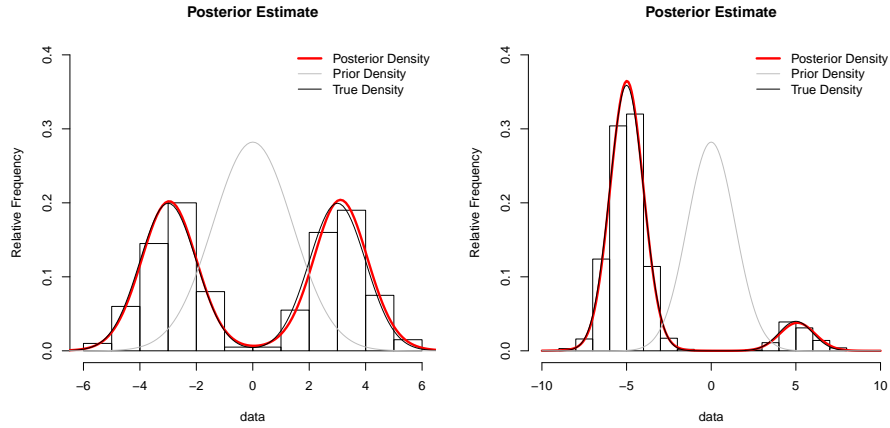 Posterior Estimate
Relative Frequency
0.0
0.1
0.2
0.3
0.4
Posterior Density
Prior Density
True Density
−6 −4 −2 0 2 4 6
data
Posterior Estimate
Relative Frequency
0.0
0.1
0.2
0.3
0.4
Posterior Density
Prior Density
True Density
−10 −5 0 5 10
data